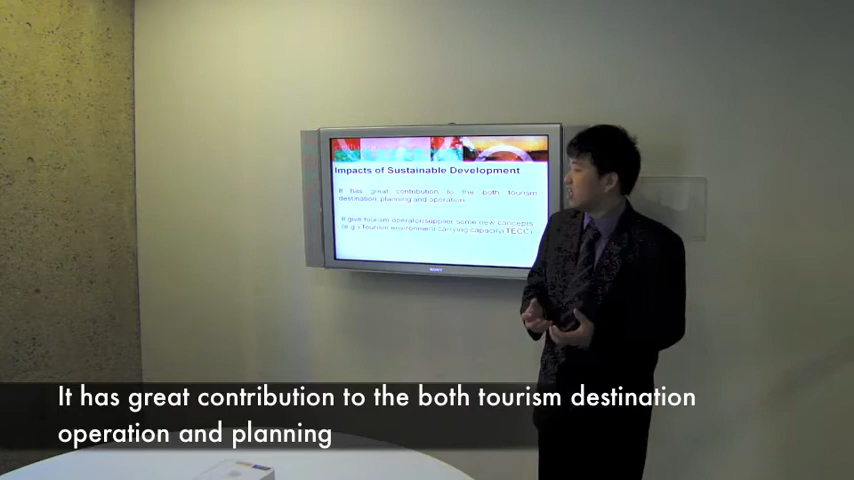 Impacts of Sustainable Development
It has great contribution to the both tourism
destination, planning and operation.
It give tourism operator/supplier some new concepts
(e.g.) Tourism environment carrying capacity(TECC)
SONY
It has great contribution to the both tourism destination
operation and planning